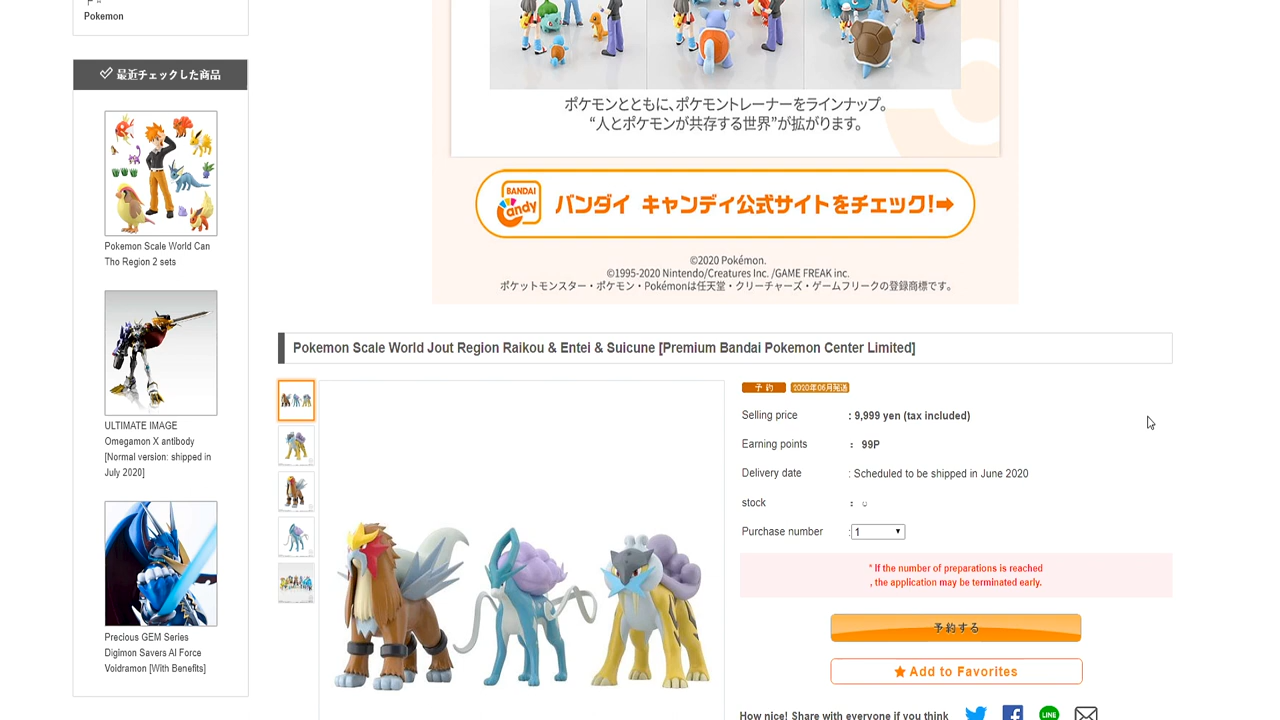 Pokemon
最近チェックした商品
Pokemon Scale World Can
Tho Region 2 sets
ULTIMATE IMAGE
Omegamon X antibody
[Normal version: shipped in
July 2020]
Precious GEM Series
Digimon Savers AI Force
Voidramon [With Benefits]
ポケモンとともに、ポケモントレーナーをラインナップ。
“人とポケモンが共存する世界”が拡がります。
BANDAI
Candy
バンダイ キャンディ公式サイトをチェック!
©2020 Pokémon.
©1995-2020 Nintendo/Creatures Inc. /GAME FREAK inc.
ポケットモンスター・ポケモン・Pokémonは任天堂・クリーチャーズ・ゲームフリークの登録商標です。
Pokemon Scale World Jout Region Raikou & Entei & Suicune [Premium Bandai Pokemon Center Limited]
予 約 2020年06月発送
Selling price : 9,999 yen (tax included)
Earning points : 99P
Delivery date : Scheduled to be shipped in June 2020
stock :
Purchase number : 1
* If the number of preparations is reached
, the application may be terminated early.
予約する
Add to Favorites
How nice! Share with everyone if you think
LINE